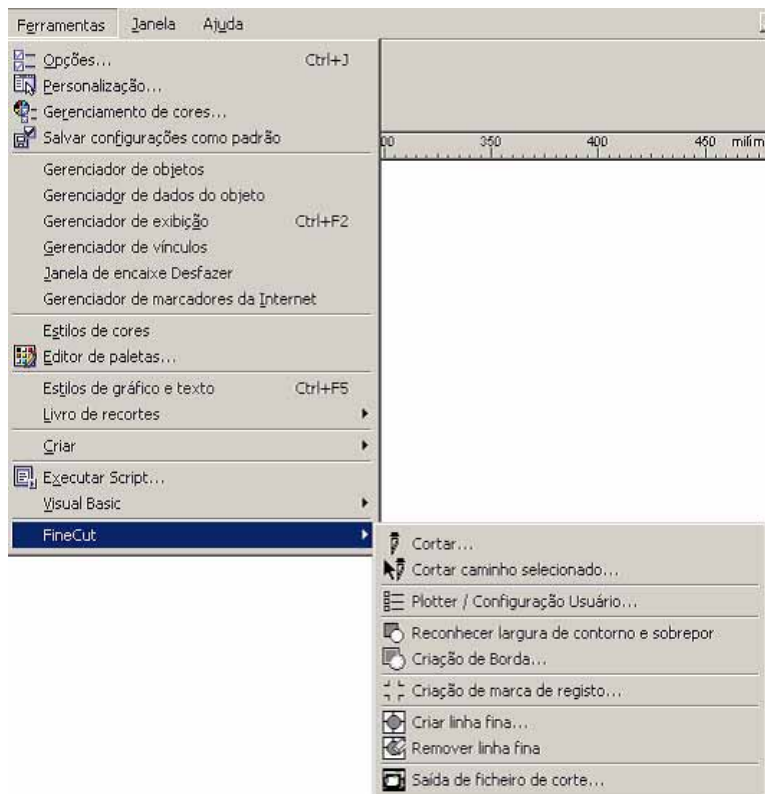 Ferramentas Janela Ajuda
Opções... Ctrl+J
Personalização...
Gerenciamento de cores...
Salvar configurações como padrão
00 350 400 450 milím
Gerenciador de objetos
Gerenciador de dados do objeto
Gerenciador de exibição Ctrl+F2
Gerenciador de vínculos
Janela de encaixe Desfazer
Gerenciador de marcadores da Internet
Estilos de cores
Editor de paletas...
Estilos de gráfico e texto Ctrl+F5
Livro de recortes
Criar
Executar Script...
Visual Basic
FineCut
Cortar...
Cortar caminho selecionado...
Plotter / Configuração Usuário...
Reconhecer largura de contorno e sobrepor
Criação de Borda...
Criação de marca de registo...
Criar linha fina...
Remover linha fina
Saída de ficheiro de corte...